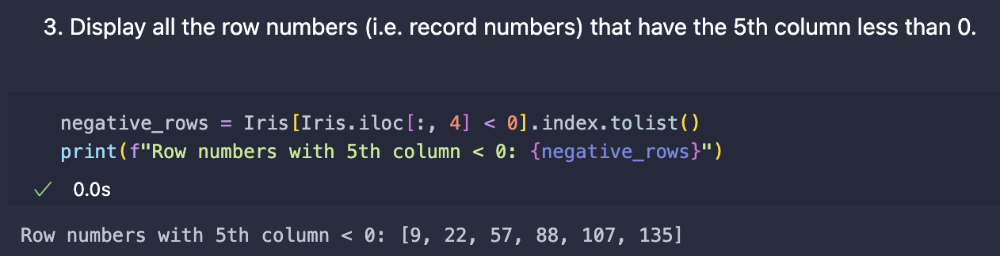 3. Display all the row numbers (i.e. record numbers) that have the 5th column less than 0.
negative_rows = Iris[Iris.iloc[:, 4] < 0].index.tolist()
print(f"Row numbers with 5th column < 0: {negative_rows}")
✓ 0.0s
Row numbers with 5th column < 0: [9, 22, 57, 88, 107, 135]